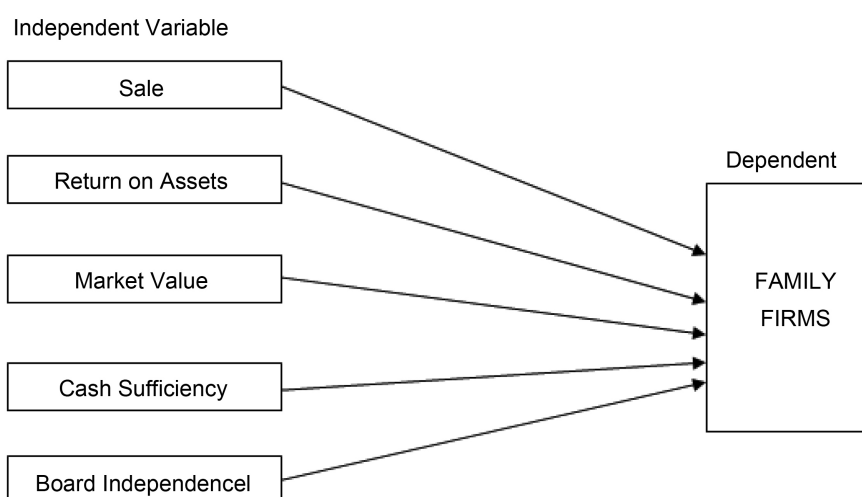 Independent Variable
Sale
Return on Assets
Market Value
Cash Sufficiency
Board Independencel
Dependent
FAMILY
FIRMS